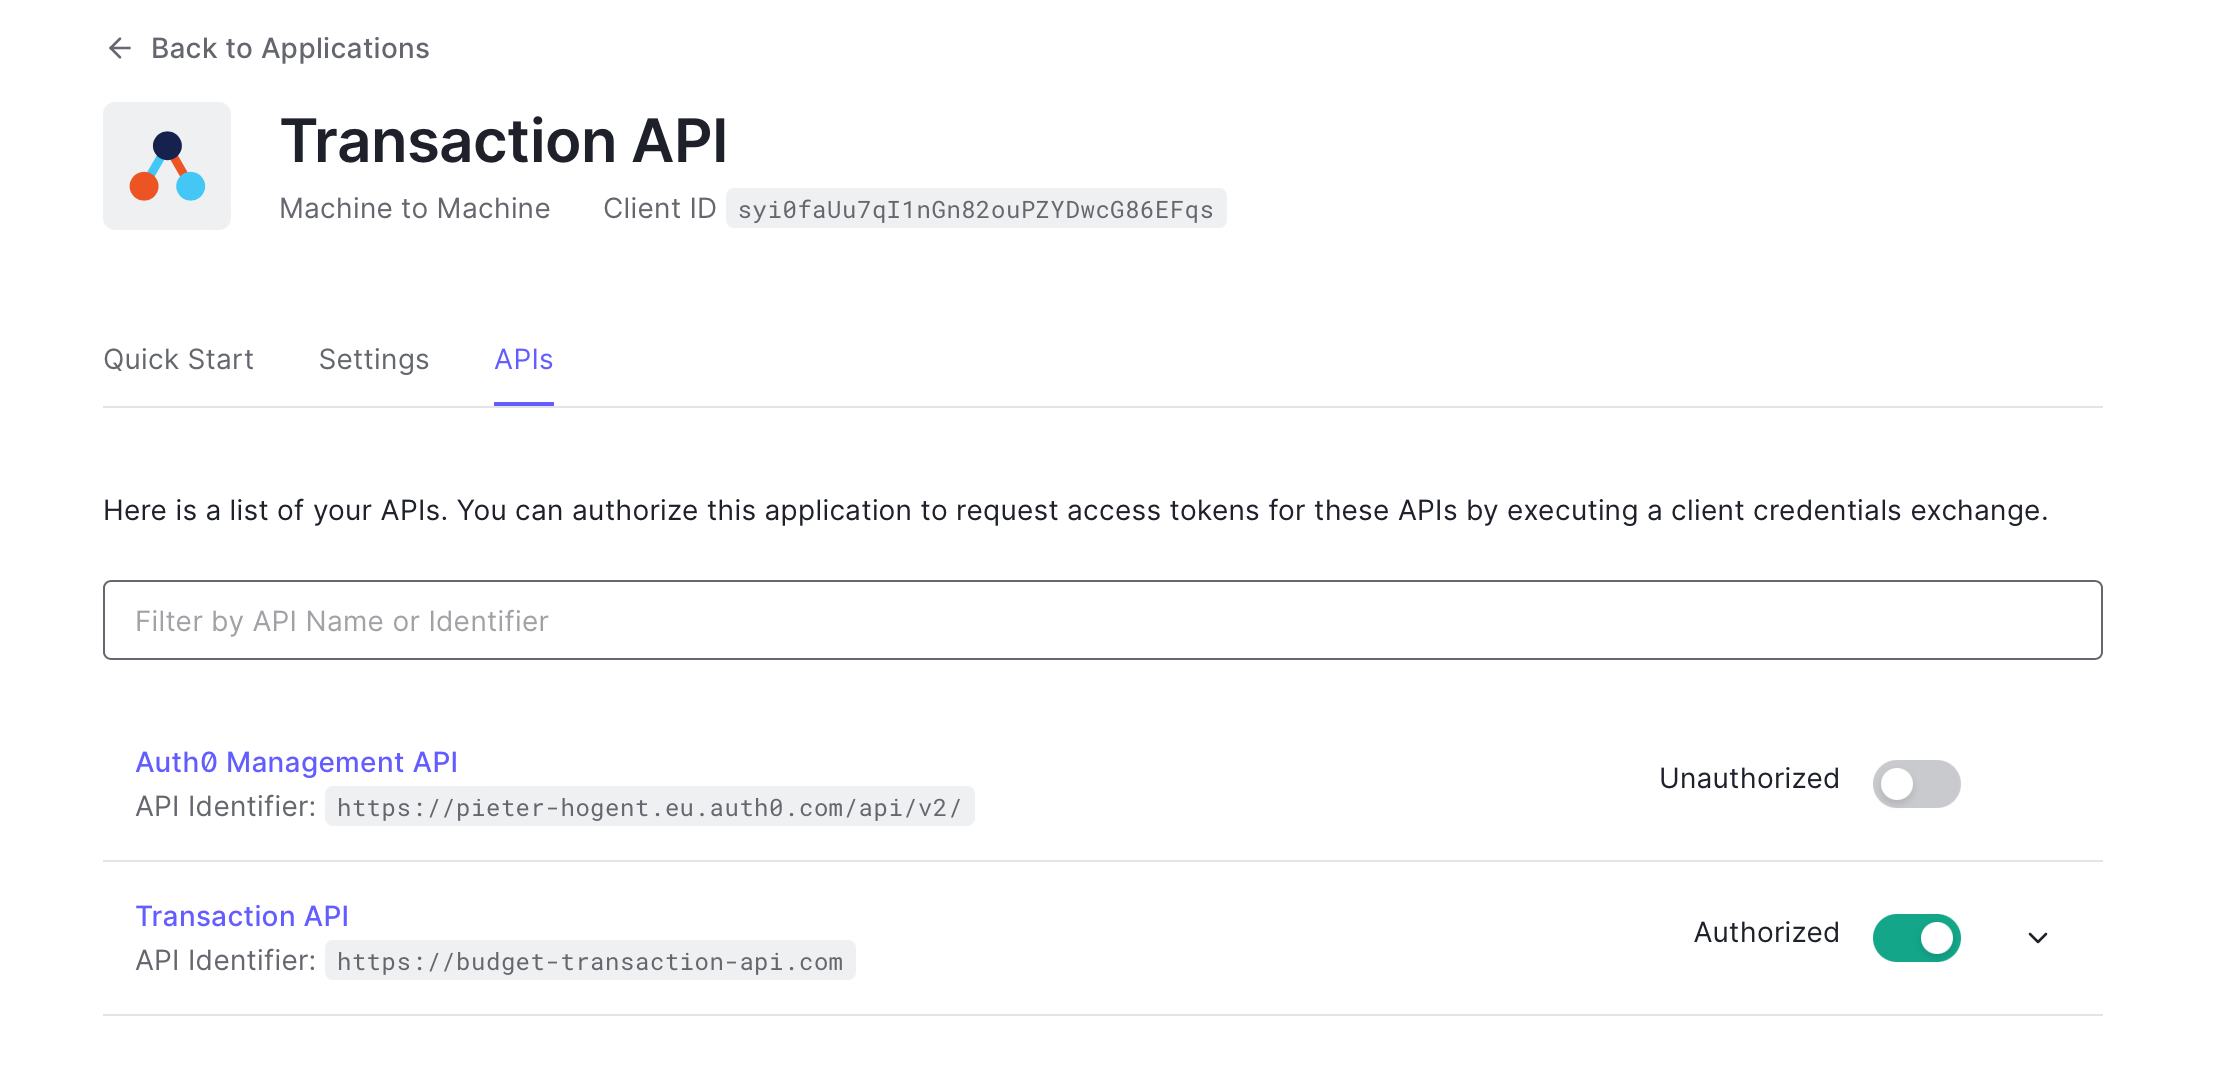 Back to Applications
Transaction API
Machine to Machine Client ID syi0faUu7qI1nGn82ouPZYDwcG86EFqs
Quick Start Settings APIs
Here is a list of your APIs. You can authorize this application to request access tokens for these APIs by executing a client credentials exchange.
Filter by API Name or Identifier
Auth0 Management API
Unauthorized
API Identifier: https://pieter-hogent.eu.auth0.com/api/v2/
Transaction API
Authorized
API Identifier: https://budget-transaction-api.com